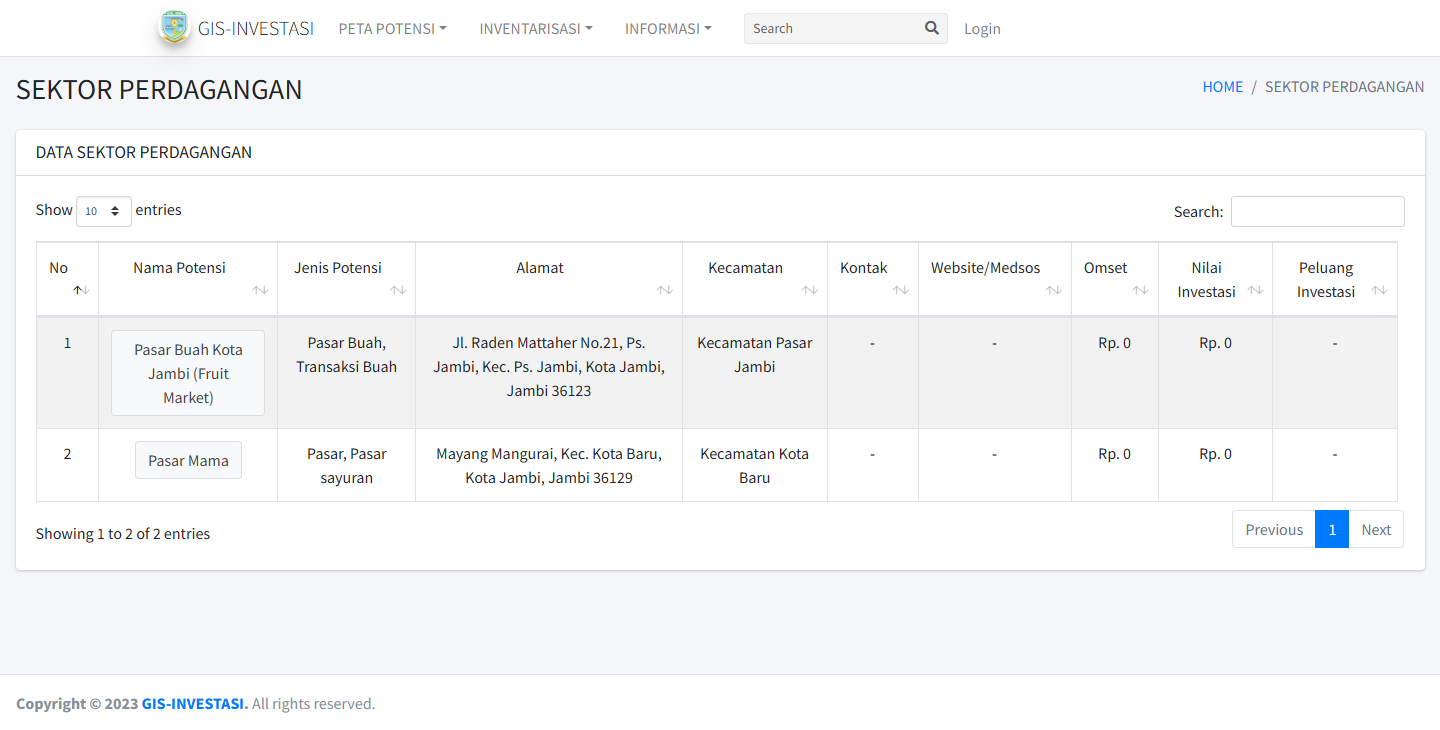 GIS-INVESTASI PETA POTENSI INVENTARISASI INFORMASI Search Login
SEKTOR PERDAGANGAN
HOME / SEKTOR PERDAGANGAN
DATA SEKTOR PERDAGANGAN
Show 10 entries
Search:
No Nama Potensi Jenis Potensi Alamat Kecamatan Kontak Website/Medsos Omset Nilai Investasi Peluang Investasi
1
Pasar Buah Kota
Jambi (Fruit
Market)
Pasar Buah,
Transaksi Buah
Jl. Raden Mattaher No.21, Ps.
Jambi, Kec. Ps. Jambi, Kota Jambi,
Jambi 36123
Kecamatan Pasar
Jambi
- - Rp. 0 Rp. 0 -
2
Pasar Mama
Pasar, Pasar
sayuran
Mayang Mangurai, Kec. Kota Baru,
Kota Jambi, Jambi 36129
Kecamatan Kota
Baru
- - Rp. 0 Rp. 0 -
Showing 1 to 2 of 2 entries
Previous 1 Next
Copyright © 2023 GIS-INVESTASI. All rights reserved.